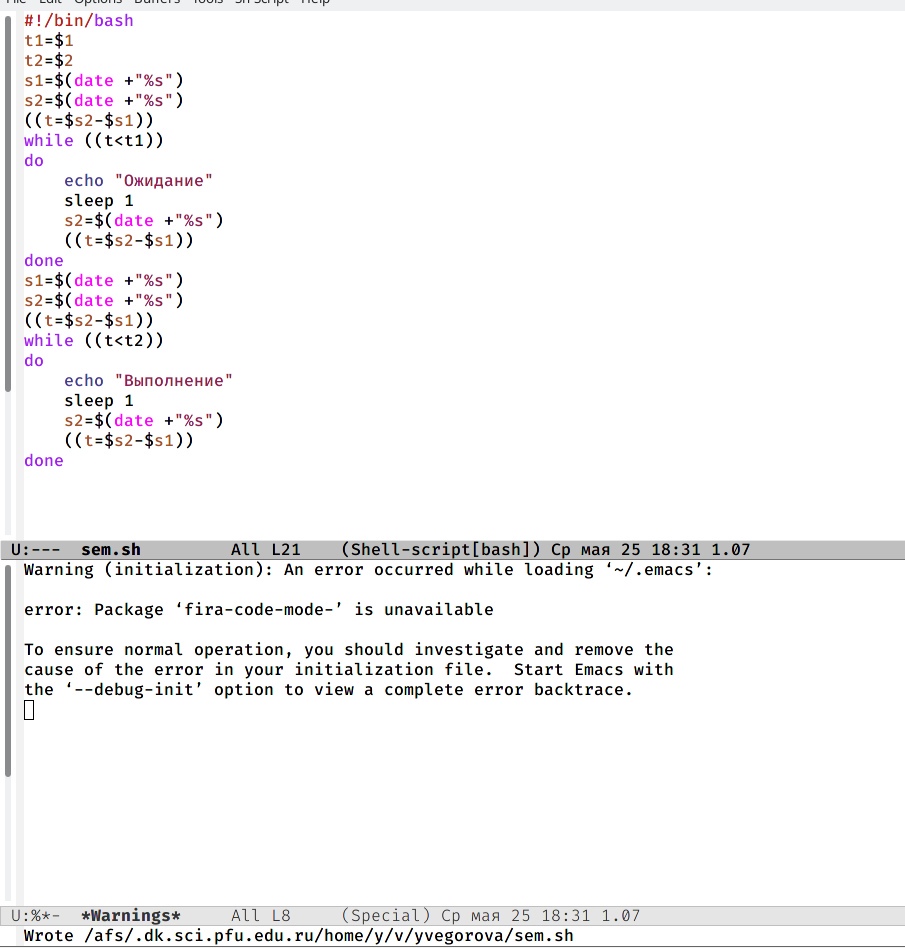 File Edit Options Buffers Tools Sh-Script Help
#!/bin/bash
t1=$1
t2=$2
s1=$(date +"%s")
s2=$(date +"%s")
((t=$s2-$s1))
while ((t<t1))
do
    echo "Ожидание"
    sleep 1
    s2=$(date +"%s")
    ((t=$s2-$s1))
done
s1=$(date +"%s")
s2=$(date +"%s")
((t=$s2-$s1))
while ((t<t2))
do
    echo "Выполнение"
    sleep 1
    s2=$(date +"%s")
    ((t=$s2-$s1))
done
U:---  sem.sh         All L21    (Shell-script[bash]) Ср мая 25 18:31 1.07
Warning (initialization): An error occurred while loading ‘~/.emacs’:
error: Package ‘fira-code-mode-’ is unavailable
To ensure normal operation, you should investigate and remove the
cause of the error in your initialization file.  Start Emacs with
the ‘--debug-init’ option to view a complete error backtrace.
U:%*-  *Warnings*     All L8     (Special) Ср мая 25 18:31 1.07
Wrote /afs/.dk.sci.pfu.edu.ru/home/y/v/yvegorova/sem.sh